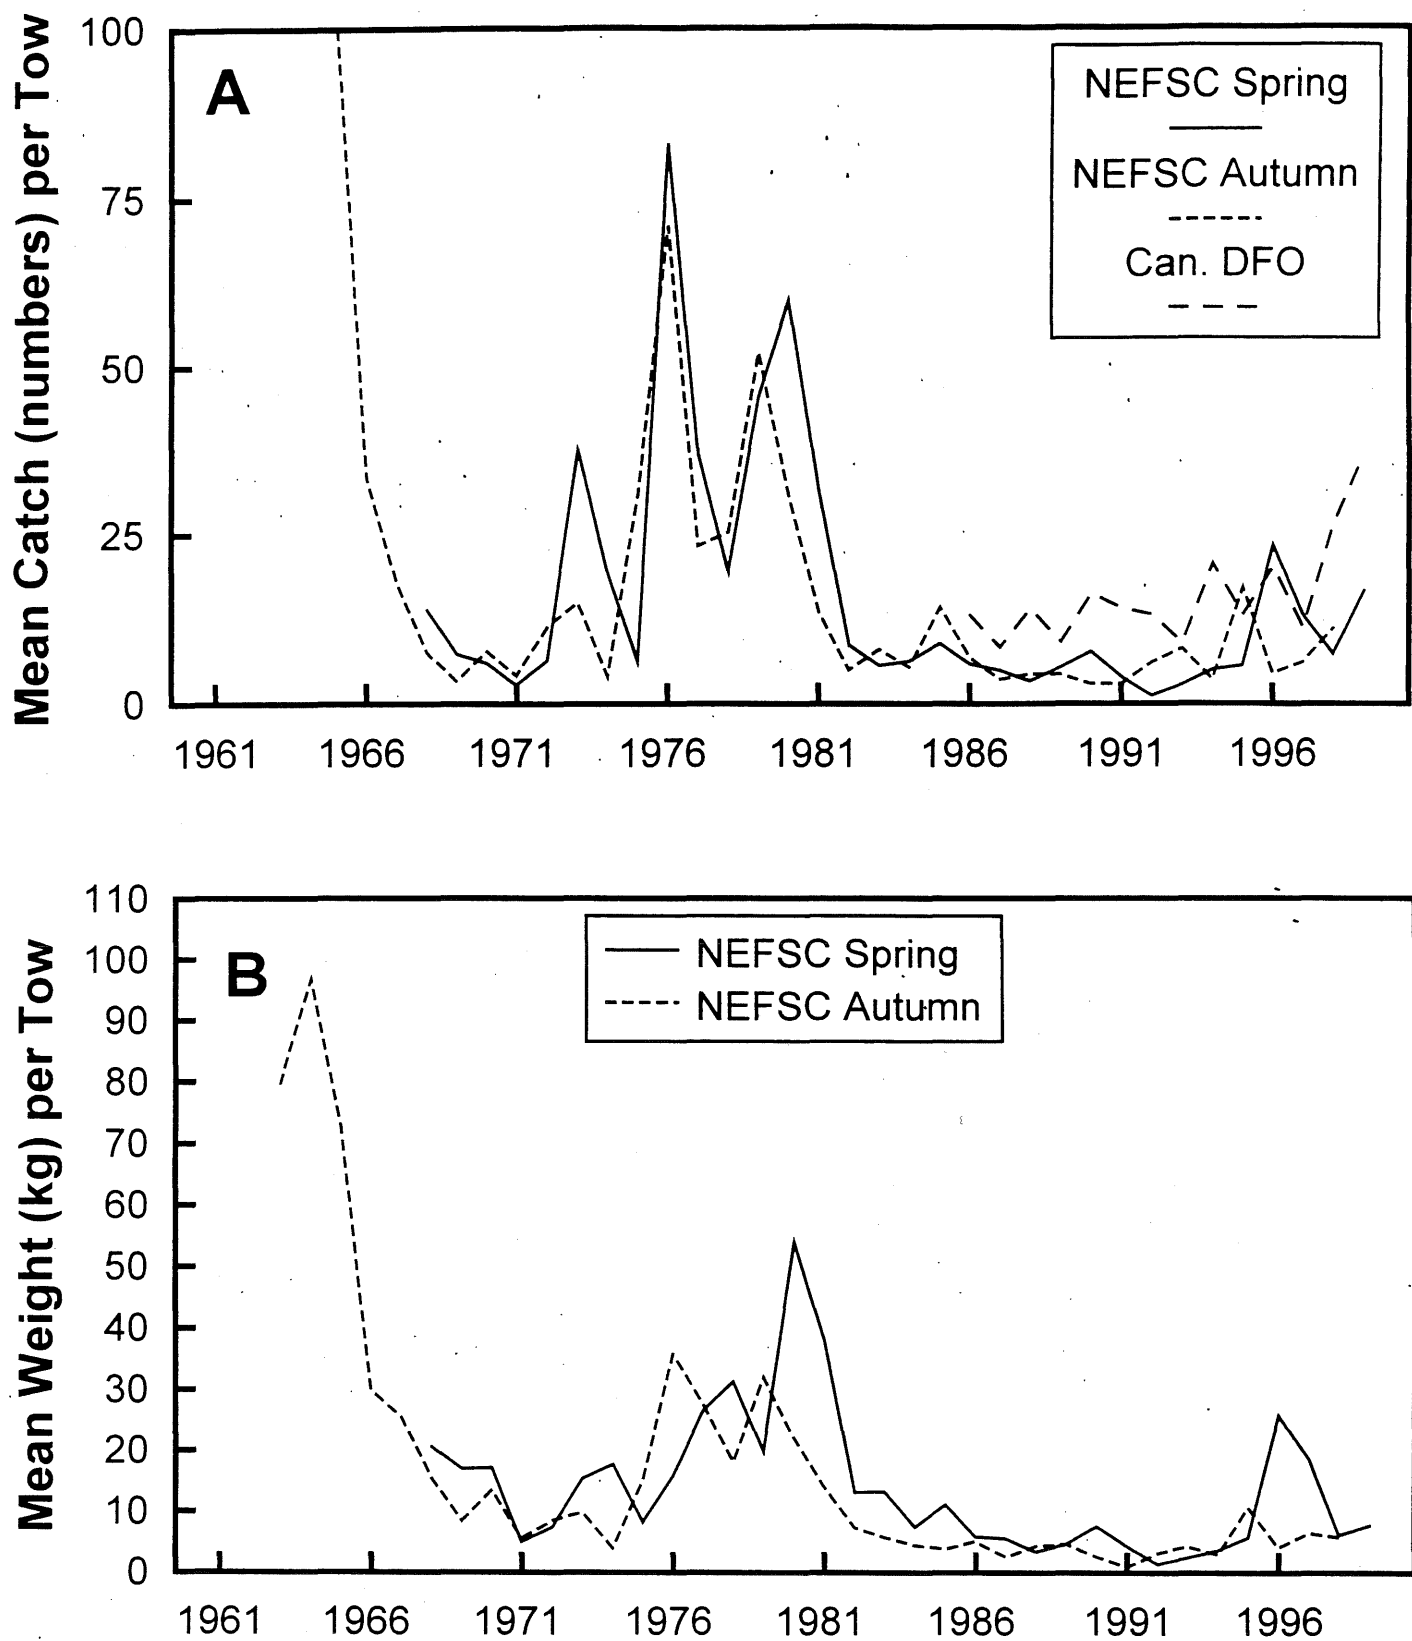 Mean Catch (numbers) per Tow
100
75
50
25
0
A
NEFSC Spring
NEFSC Autumn
Can. DFO
1961 1966 1971 1976 1981 1986 1991 1996
Mean Weight (kg) per Tow
110
100
90
80
70
60
50
40
30
20
10
0
B
NEFSC Spring
NEFSC Autumn
1961 1966 1971 1976 1981 1986 1991 1996